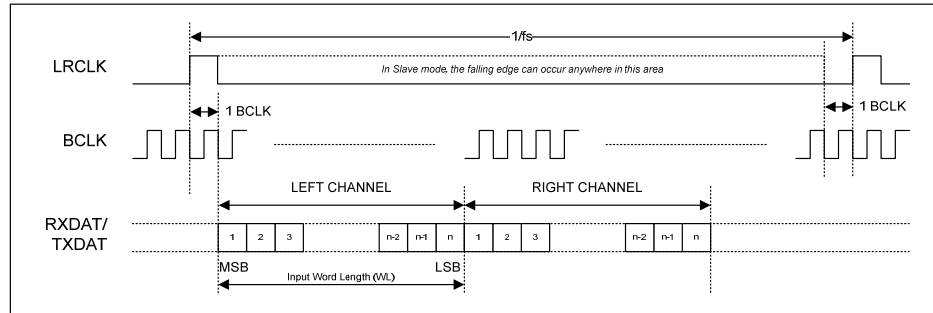 1/fs
LRCLK
In Slave mode, the falling edge can occur anywhere in this area
1 BCLK
1 BCLK
BCLK
LEFT CHANNEL
RIGHT CHANNEL
RXDAT/
TXDAT
1 2 3 n-2 n-1 n 1 2 3 n-2 n-1 n
MSB LSB
Input Word Length (WL)